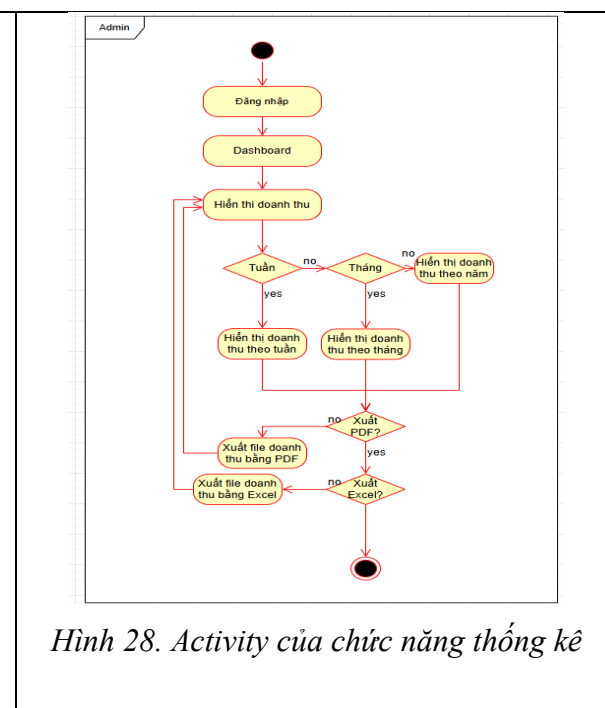 Admin
Đăng nhập
Dashboard
Hiển thi doanh thu
Tuần
no
Tháng
no
Hiển thị doanh
thu theo năm
yes
yes
Hiển thị doanh
thu theo tuần
Hiển thị doanh
thu theo tháng
no
Xuất
PDF?
Xuất file doanh
thu bằng PDF
yes
Xuất file doanh
thu bằng Excel
no
Xuất
Excel?
Hình 28. Activity của chức năng thống kê